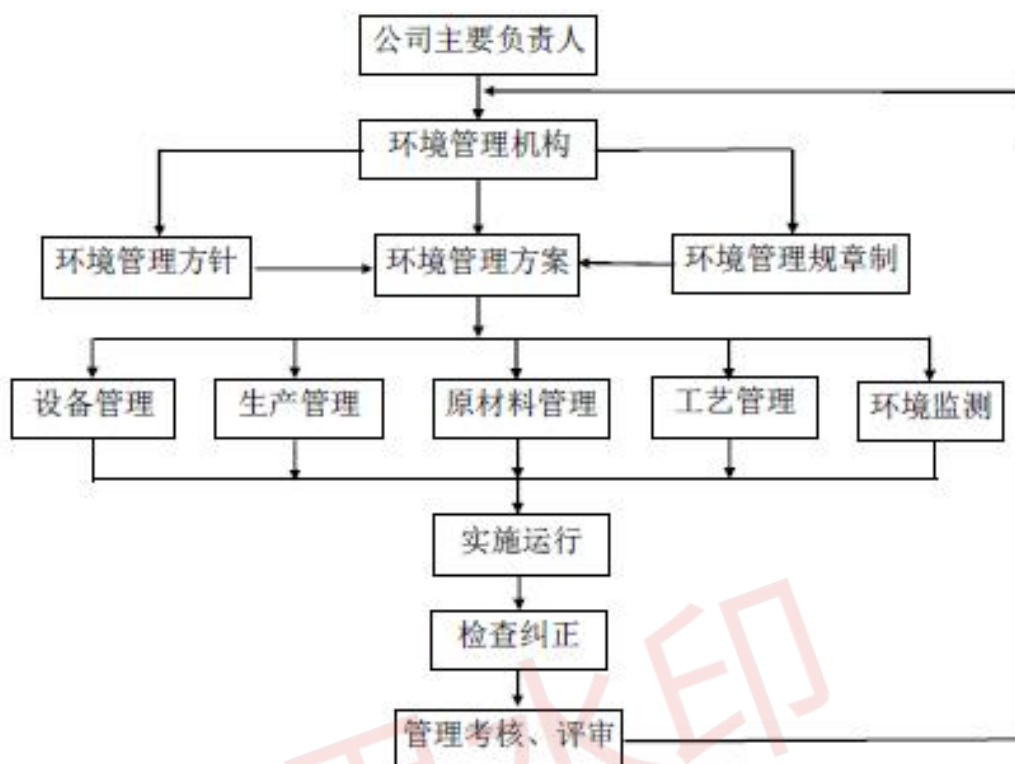 公司主要负责人
环境管理机构
环境管理方针
环境管理方案
环境管理规章制
设备管理
生产管理
原材料管理
工艺管理
环境监测
实施运行
检查纠正
管理考核、评审
水印